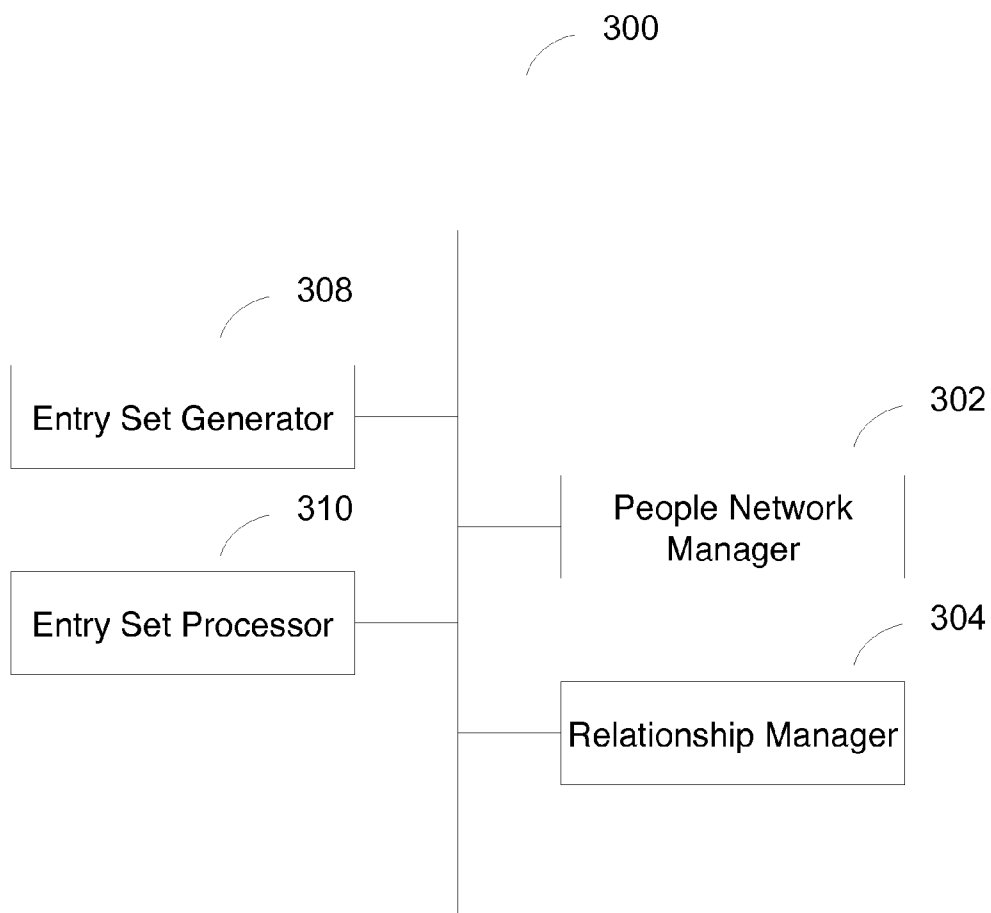 300
308
Entry Set Generator
302
People Network
Manager
310
Entry Set Processor
304
Relationship Manager